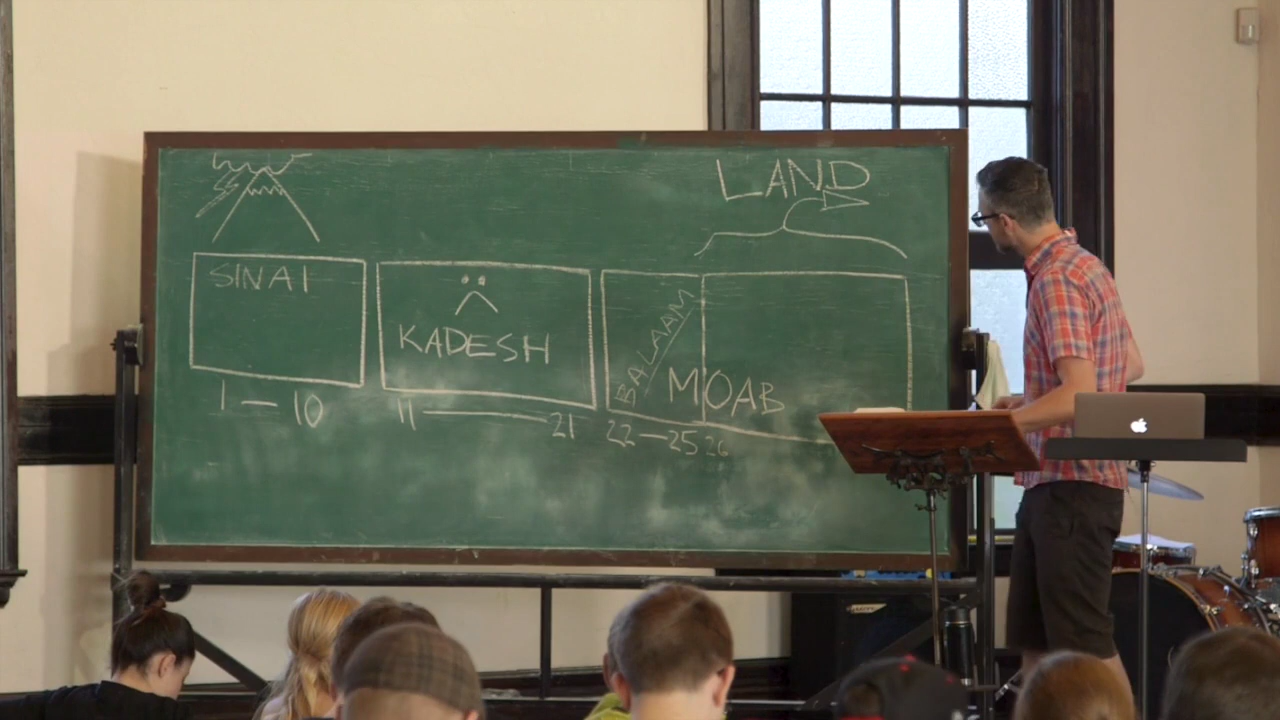 LAND
SINAI
KADESH
BALAAM
MOAB
1 — 10
11 — 21
22 — 25 26